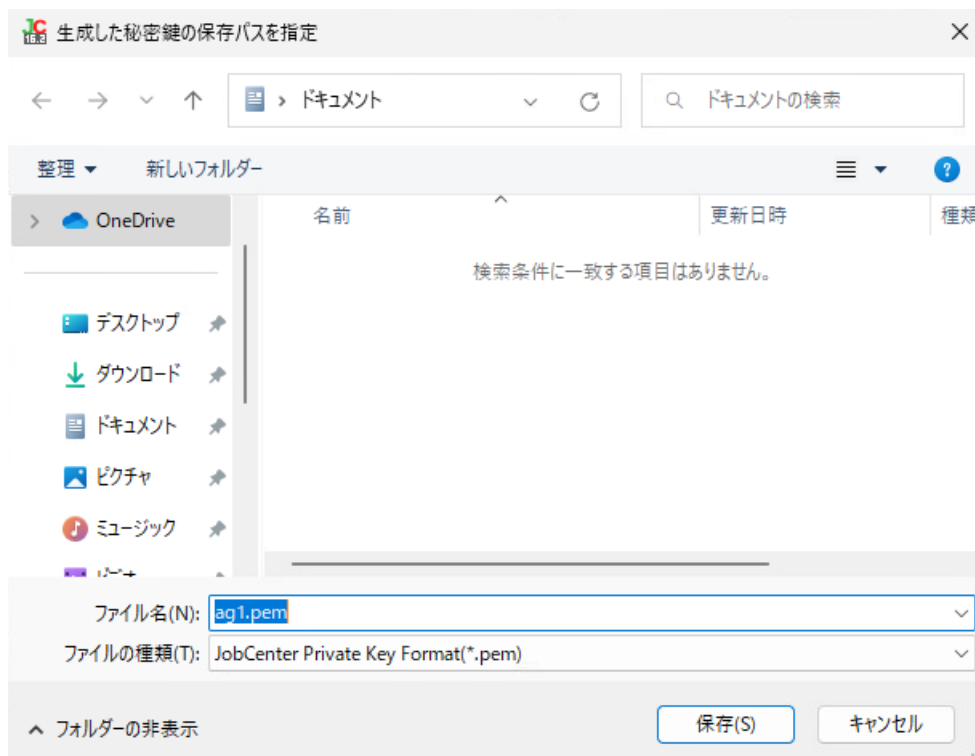 生成した秘密鍵の保存パスを指定
ドキュメント
ドキュメントの検索
整理
新しいフォルダー
OneDrive
名前
更新日時
種類
検索条件に一致する項目はありません。
デスクトップ
ダウンロード
ドキュメント
ピクチャ
ミュージック
ビデオ
ファイル名(N):
ag1.pem
ファイルの種類(T):
JobCenter Private Key Format(*.pem)
フォルダーの非表示
保存(S)
キャンセル